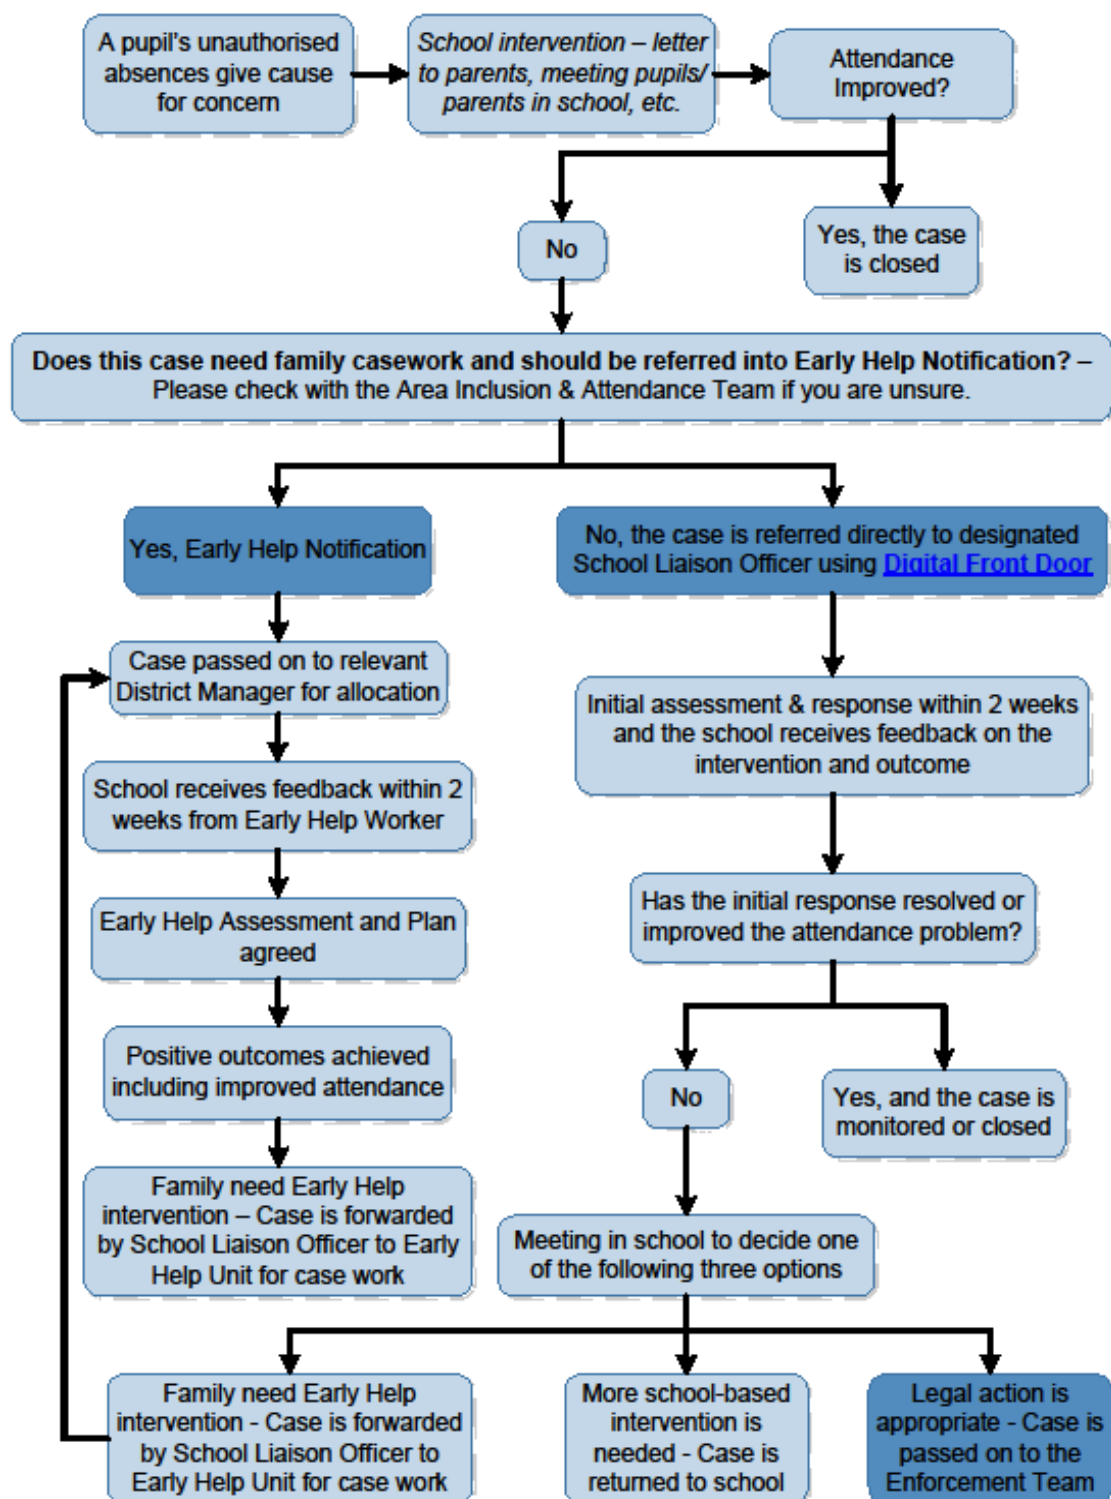 A pupil's unauthorised
absences give cause
for concern
School intervention – letter
to parents, meeting pupils/
parents in school, etc.
Attendance
Improved?
No
Yes, the case
is closed
Does this case need family casework and should be referred into Early Help Notification? –
Please check with the Area Inclusion & Attendance Team if you are unsure.
Yes, Early Help Notification
No, the case is referred directly to designated
School Liaison Officer using Digital Front Door
Case passed on to relevant
District Manager for allocation
School receives feedback within 2
weeks from Early Help Worker
Early Help Assessment and Plan
agreed
Positive outcomes achieved
including improved attendance
Family need Early Help
intervention – Case is forwarded
by School Liaison Officer to Early
Help Unit for case work
Initial assessment & response within 2 weeks
and the school receives feedback on the
intervention and outcome
Has the initial response resolved or
improved the attendance problem?
No
Yes, and the case is
monitored or closed
Meeting in school to decide one
of the following three options
Family need Early Help
intervention - Case is forwarded
by School Liaison Officer to
Early Help Unit for case work
More school-based
intervention is
needed - Case is
returned to school
Legal action is
appropriate - Case is
passed on to the
Enforcement Team